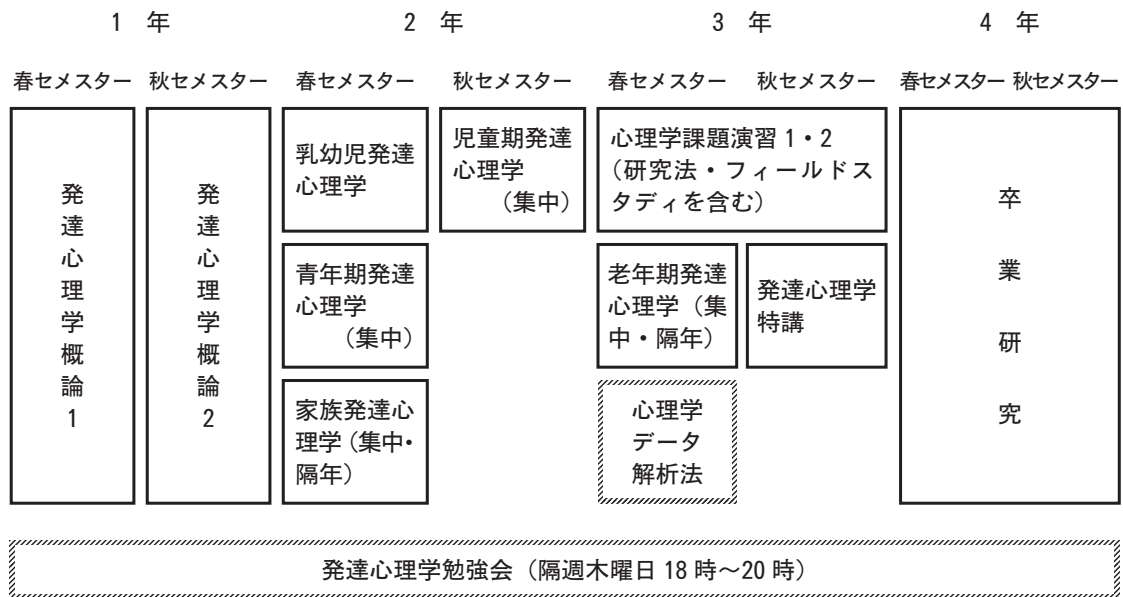 1 年
2 年
3 年
4 年
春セメスター 秋セメスター
春セメスター
秋セメスター
春セメスター
秋セメスター
春セメスター 秋セメスター
発達心理学概論1
発達心理学概論2
乳幼児発達
心理学
児童期発達
心理学
（集中）
心理学課題演習 1・2
（研究法・フィールドス
タディを含む）
卒業研究
青年期発達
心理学
（集中）
老年期発達
心理学（集
中・隔年）
発達心理学
特講
家族発達心
理学（集中・
隔年）
心理学
データ
解析法
発達心理学勉強会（隔週木曜日 18 時～20 時）